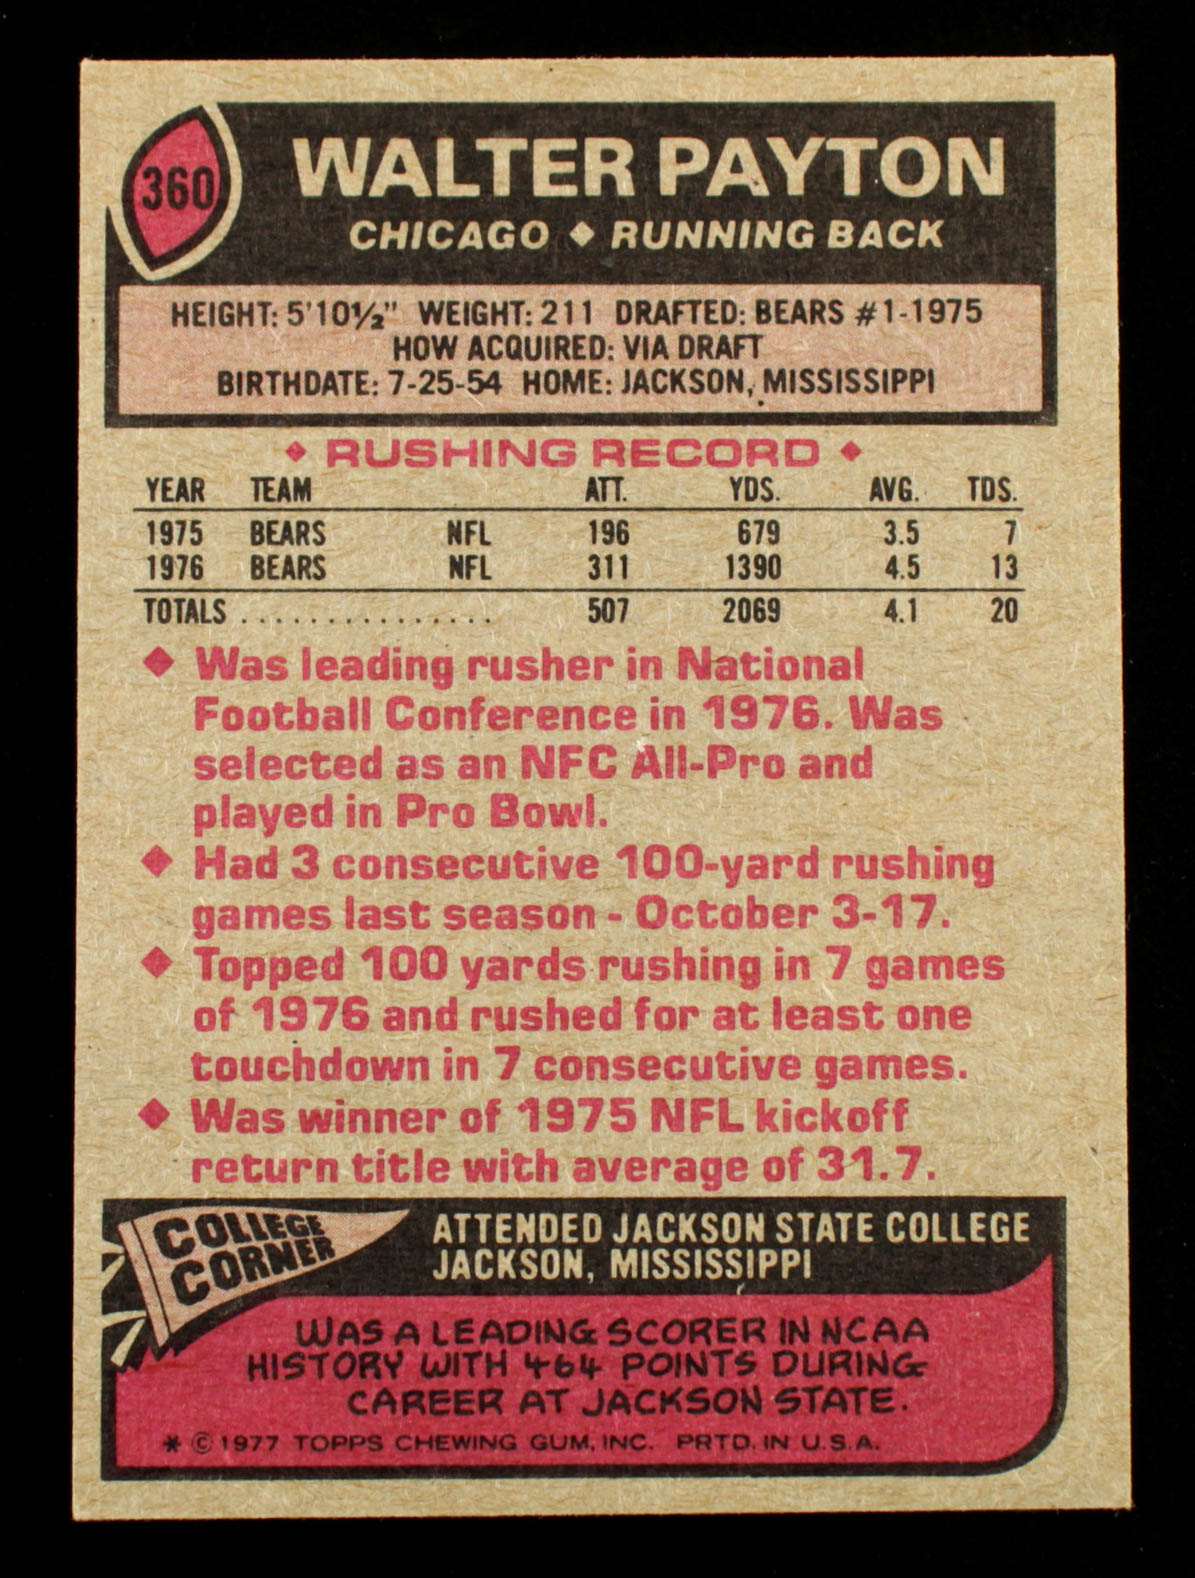 360
WALTER PAYTON
CHICAGO ◆ RUNNING BACK
HEIGHT: 5'10½" WEIGHT: 211 DRAFTED: BEARS #1-1975
HOW ACQUIRED: VIA DRAFT
BIRTHDATE: 7-25-54 HOME: JACKSON, MISSISSIPPI
◆ RUSHING RECORD ◆
YEAR TEAM ATT. YDS. AVG. TDS.
1975 BEARS NFL 196 679 3.5 7
1976 BEARS NFL 311 1390 4.5 13
TOTALS ............... 507 2069 4.1 20
◆ Was leading rusher in National
Football Conference in 1976. Was
selected as an NFC All-Pro and
played in Pro Bowl.
◆ Had 3 consecutive 100-yard rushing
games last season - October 3-17.
◆ Topped 100 yards rushing in 7 games
of 1976 and rushed for at least one
touchdown in 7 consecutive games.
◆ Was winner of 1975 NFL kickoff
return title with average of 31.7.
COLLEGE
CORNER
ATTENDED JACKSON STATE COLLEGE
JACKSON, MISSISSIPPI
WAS A LEADING SCORER IN NCAA
HISTORY WITH 464 POINTS DURING
CAREER AT JACKSON STATE.
* © 1977 TOPPS CHEWING GUM, INC. PRTD. IN U.S.A.